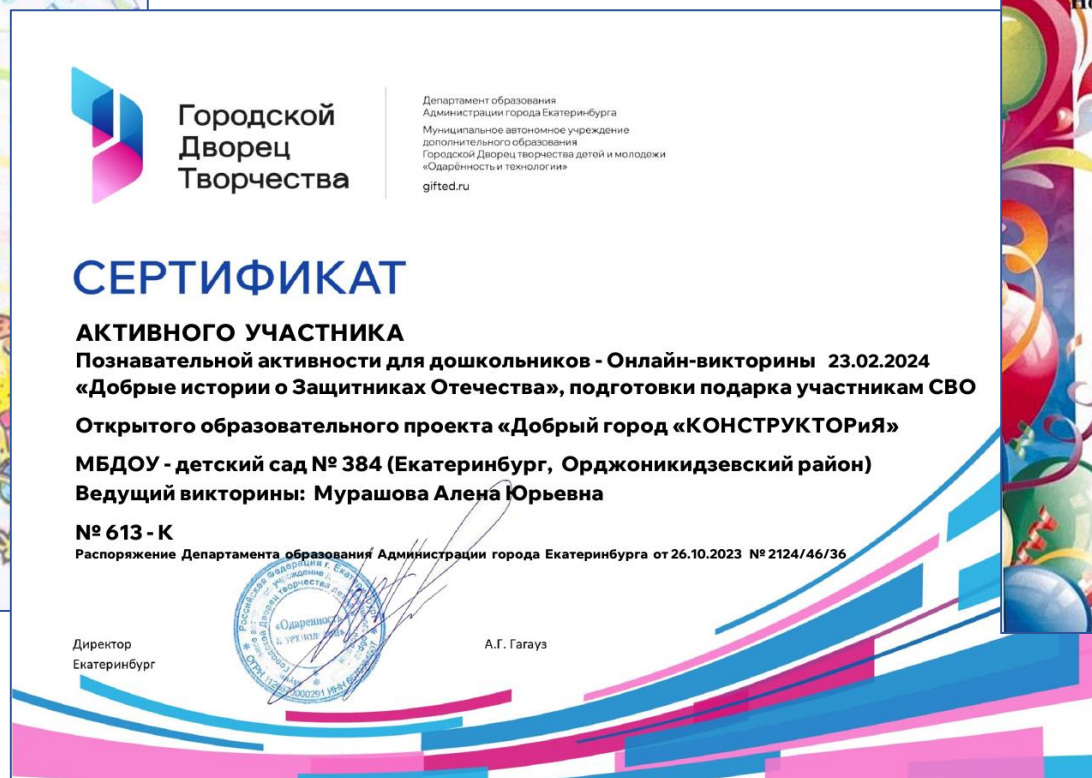 Городской
Дворец
Творчества
Департамент образования
Администрации города Екатеринбурга
Муниципальное автономное учреждение
дополнительного образования
Городской Дворец творчества детей и молодежи
«Одарённость и технологии»
gifted.ru
СЕРТИФИКАТ
АКТИВНОГО УЧАСТНИКА
Познавательной активности для дошкольников - Онлайн-викторины 23.02.2024
«Добрые истории о Защитниках Отечества», подготовки подарка участникам СВО
Открытого образовательного проекта «Добрый город «КОНСТРУКТОРиЯ»
МБДОУ - детский сад № 384 (Екатеринбург, Орджоникидзевский район)
Ведущий викторины: Мурашова Алена Юрьевна
№ 613 - К
Распоряжение Департамента образования Администрации города Екатеринбурга от 26.10.2023 № 2124/46/36
«Одаренность
Директор
А.Г. Гагауз
Екатеринбург